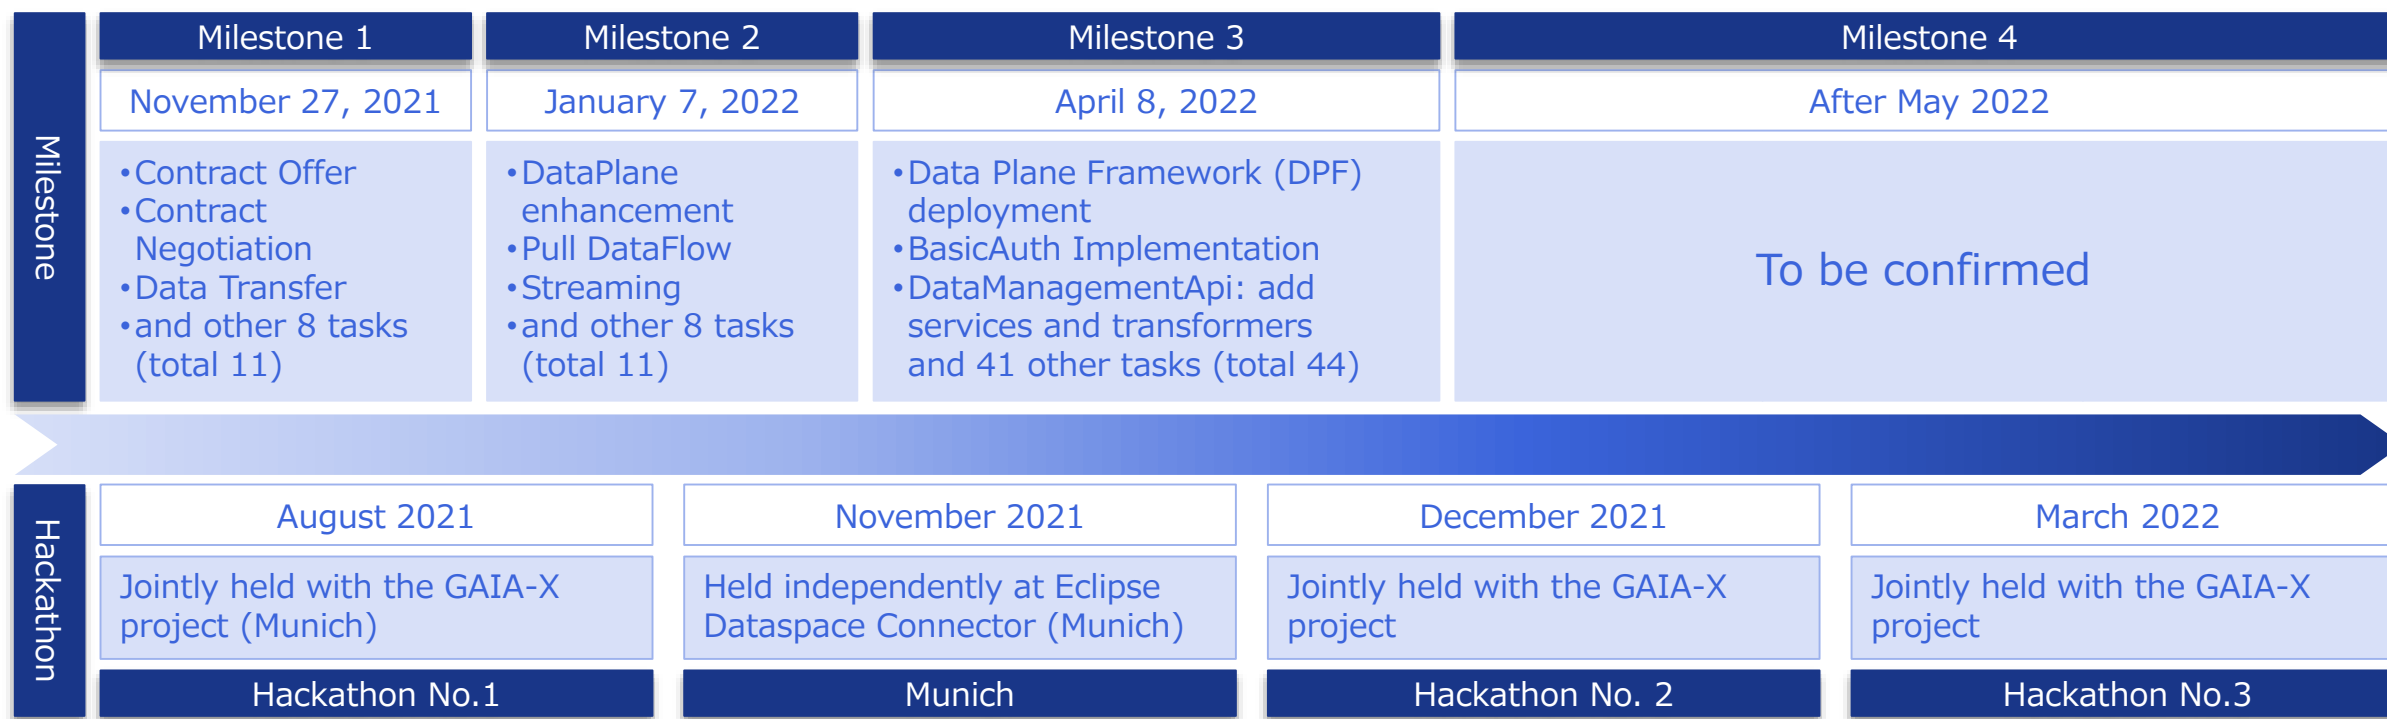 Milestone
Milestone 1
November 27, 2021
•Contract Offer
•Contract
Negotiation
•Data Transfer
•and other 8 tasks
(total 11)
Milestone 2
January 7, 2022
•DataPlane
enhancement
•Pull DataFlow
•Streaming
•and other 8 tasks
(total 11)
Milestone 3
April 8, 2022
•Data Plane Framework (DPF)
deployment
•BasicAuth Implementation
•DataManagementApi: add
services and transformers
and 41 other tasks (total 44)
Milestone 4
After May 2022
To be confirmed
Hackathon
August 2021
Jointly held with the GAIA-X
project (Munich)
Hackathon No.1
November 2021
Held independently at Eclipse
Dataspace Connector (Munich)
Munich
December 2021
Jointly held with the GAIA-X
project
Hackathon No. 2
March 2022
Jointly held with the GAIA-X
project
Hackathon No.3